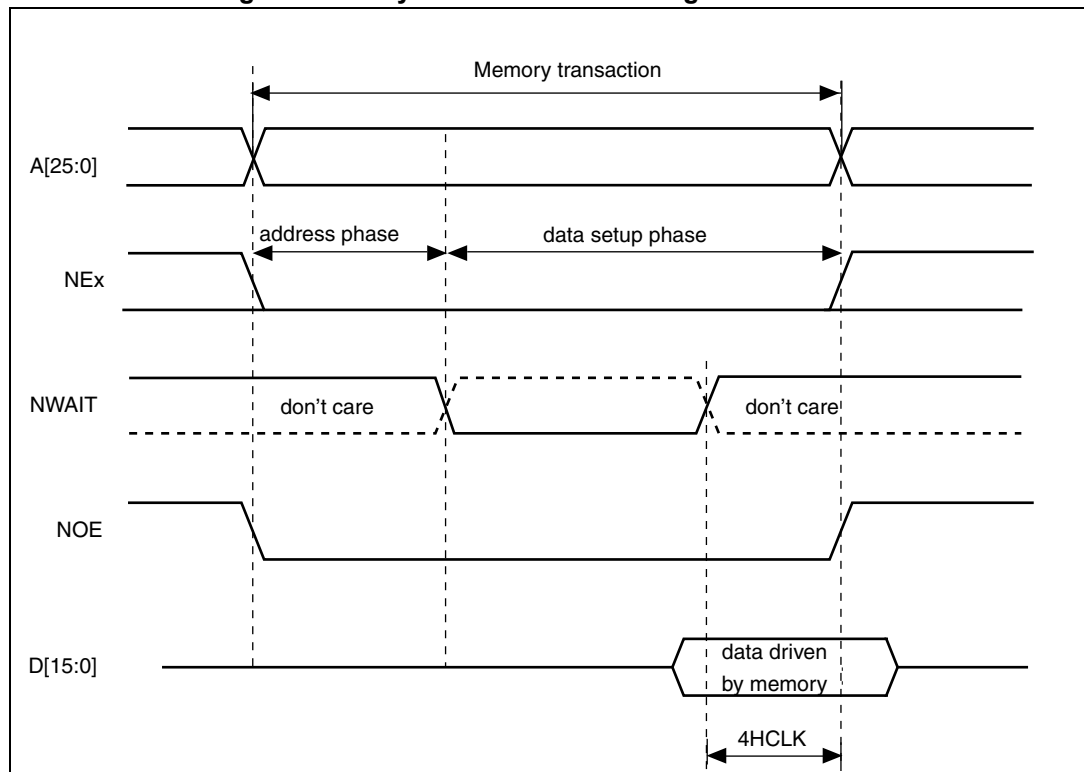 Memory transaction
A[25:0]
address phase
data setup phase
NEx
NWAIT
don't care
don't care
NOE
D[15:0]
data driven
by memory
4HCLK